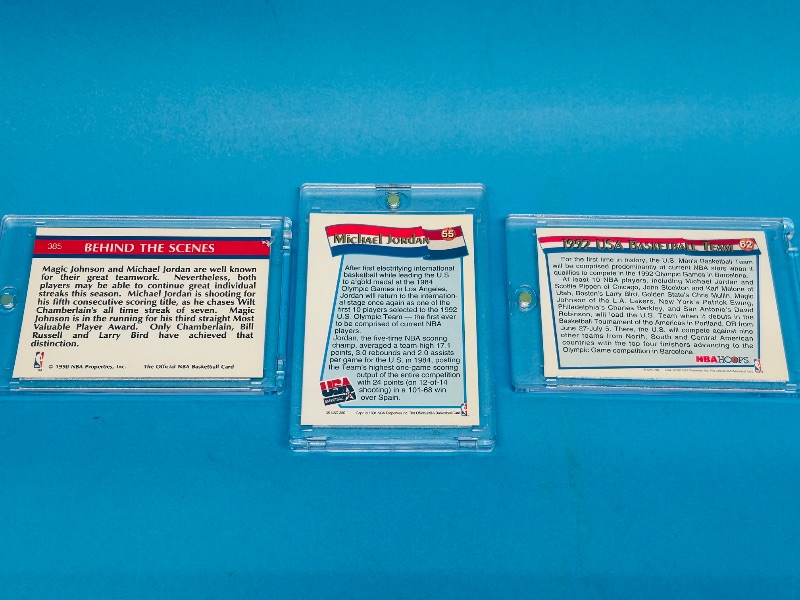 385
BEHIND THE SCENES
Magic Johnson and Michael Jordan are well known
for their great teamwork. Nevertheless, both
players may be able to continue great individual
streaks this season. Michael Jordan is shooting for
his fifth consecutive scoring title, as he chases Wilt
Chamberlain's all time streak of seven. Magic
Johnson is in the running for his third straight Most
Valuable Player Award. Only Chamberlain, Bill
Russell and Larry Bird have achieved that
distinction.
© 1990 NBA Properties, Inc. The Official NBA Basketball Card
Michael Jordan 55
After first electrifying international
basketball while leading the U.S.
to a gold medal at the 1984
Olympic Games in Los Angeles,
Jordan will return to the internation-
al stage once again as one of the
first 10 players selected to the 1992
U.S. Olympic Team — the first ever
to be comprised of current NBA
players.
Jordan, the five-time NBA scoring
champ, averaged a team-high 17.1
points, 3.0 rebounds and 2.0 assists
per game for the U.S. in 1984, posting
the Team's highest one-game scoring
output of the entire competition
with 24 points (on 12-of-14
shooting) in a 101-68 win
over Spain.
USA
BASKETBALL
1992 USA Basketball Team 62
For the first time in history, the U.S. Men's Basketball Team
will be comprised predominantly of current NBA stars when it
qualifies to compete in the 1992 Olympic Games in Barcelona.
At least 10 NBA players, including Michael Jordan and
Scottie Pippen of Chicago, John Stockton and Karl Malone of
Utah, Boston's Larry Bird, Golden State's Chris Mullin, Magic
Johnson of the L.A. Lakers, New York's Patrick Ewing,
Philadelphia's Charles Barkley, and San Antonio's David
Robinson, will lead the U.S. Team when it debuts in the
Basketball Tournament of the Americas in Portland, OR from
June 27-July 5. There, the U.S. will compete against nine
other teams from North, South and Central American
countries with the top four finishers advancing to the
Olympic Game competition in Barcelona.
NBA HOOPS